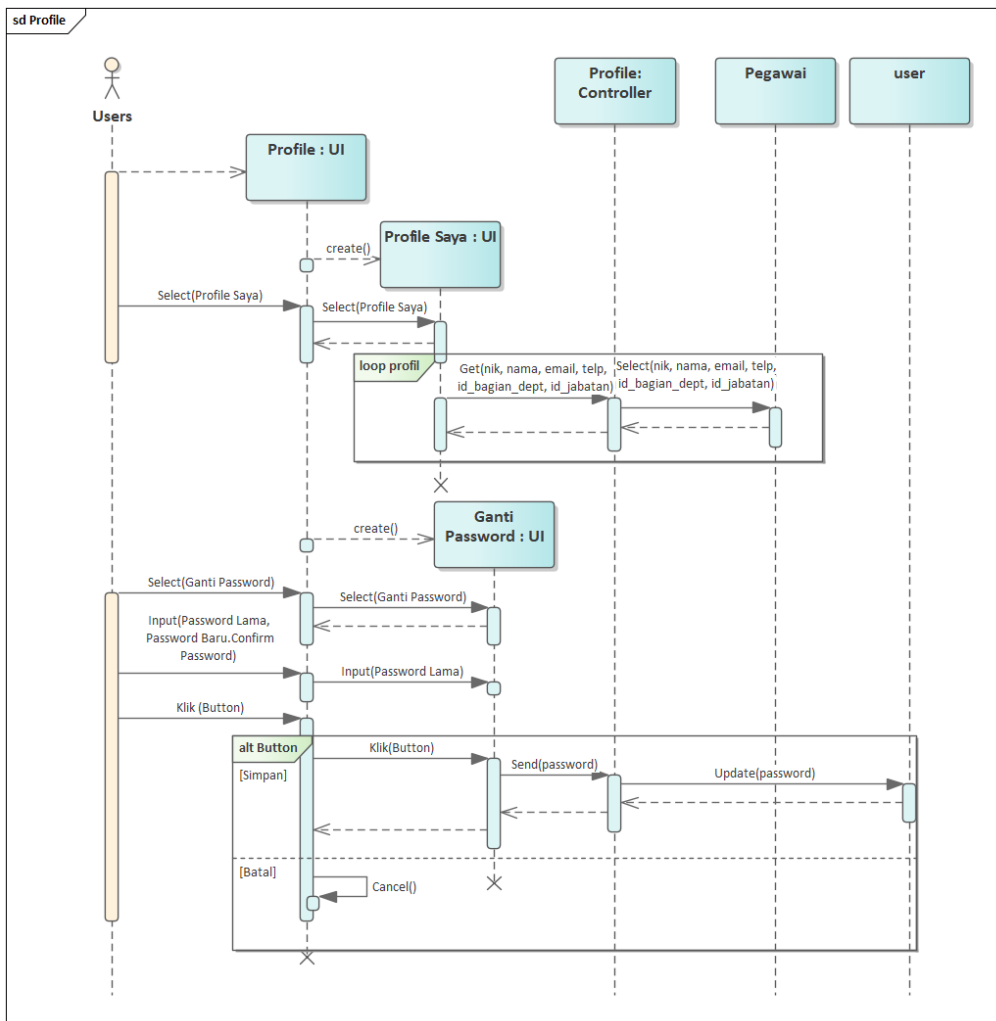 sd Profile
Users
Profile:
Controller
Pegawai
user
Profile : UI
Profile Saya : UI
create()
Select(Profile Saya)
Select(Profile Saya)
loop profil
Get(nik, nama, email, telp,
id_bagian_dept, id_jabatan)
Select(nik, nama, email, telp,
id_bagian_dept, id_jabatan)
Ganti
Password : UI
create()
Select(Ganti Password)
Select(Ganti Password)
Input(Password Lama,
Password Baru.Confirm
Password)
Input(Password Lama)
Klik (Button)
alt Button
Klik(Button)
[Simpan]
Send(password)
Update(password)
[Batal]
Cancel()